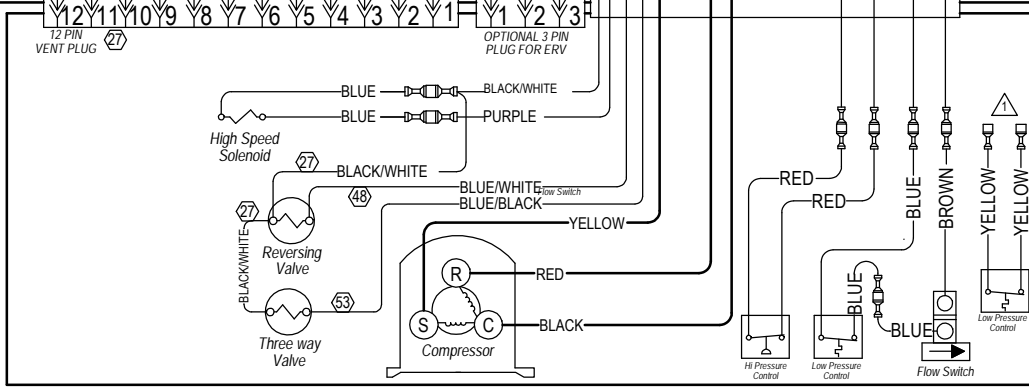 12 11 10 9 8 7 6 5 4 3 2 1
1 2 3
12 PIN
VENT PLUG
27
OPTIONAL 3 PIN
PLUG FOR ERV
BLUE
BLACK/WHITE
BLUE
PURPLE
High Speed
Solenoid
27
BLACK/WHITE
48
BLUE/WHITE
Flow Switch
BLUE/BLACK
27
YELLOW
Reversing
Valve
BLACK/WHITE
53
Three way
Valve
R
RED
S
C
BLACK
Compressor
RED
RED
BLUE
BROWN
1
YELLOW
YELLOW
BLUE
BLUE
Hi Pressure
Control
Low Pressure
Control
Flow Switch
Low Pressure
Control